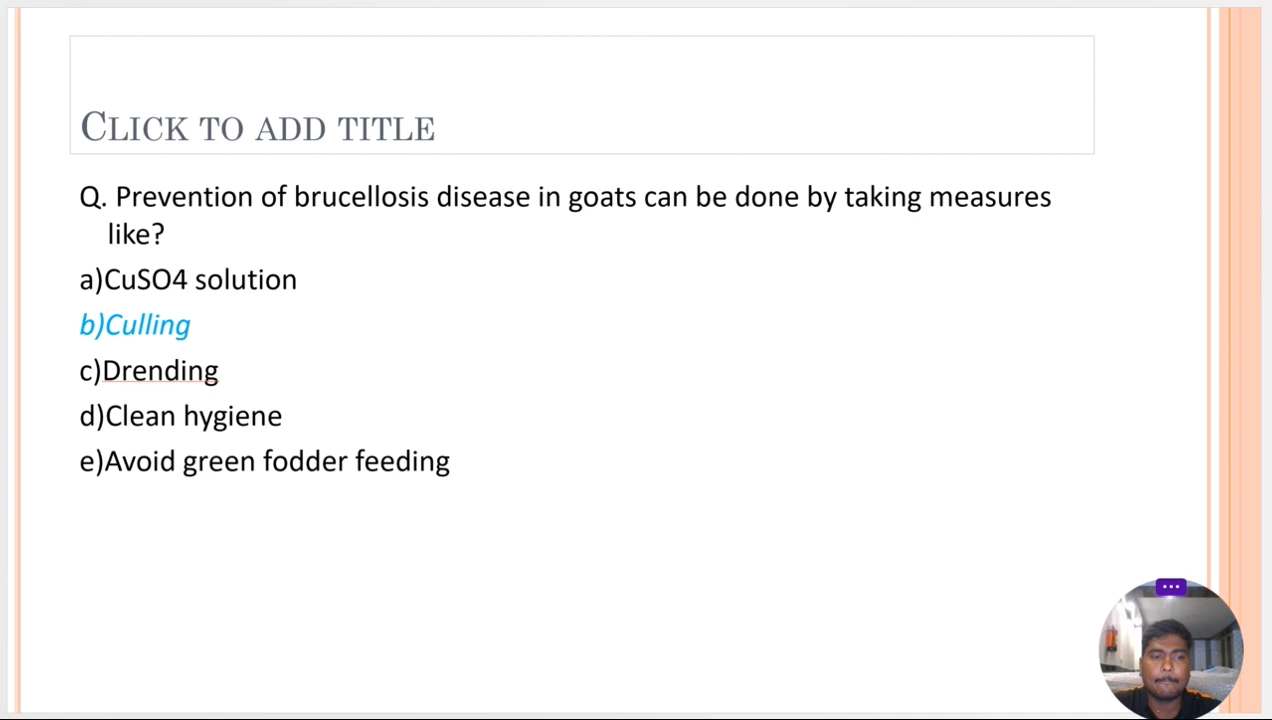 Click to add title
Q. Prevention of brucellosis disease in goats can be done by taking measures
like?
a)CuSO4 solution
b)Culling
c)Drending
d)Clean hygiene
e)Avoid green fodder feeding